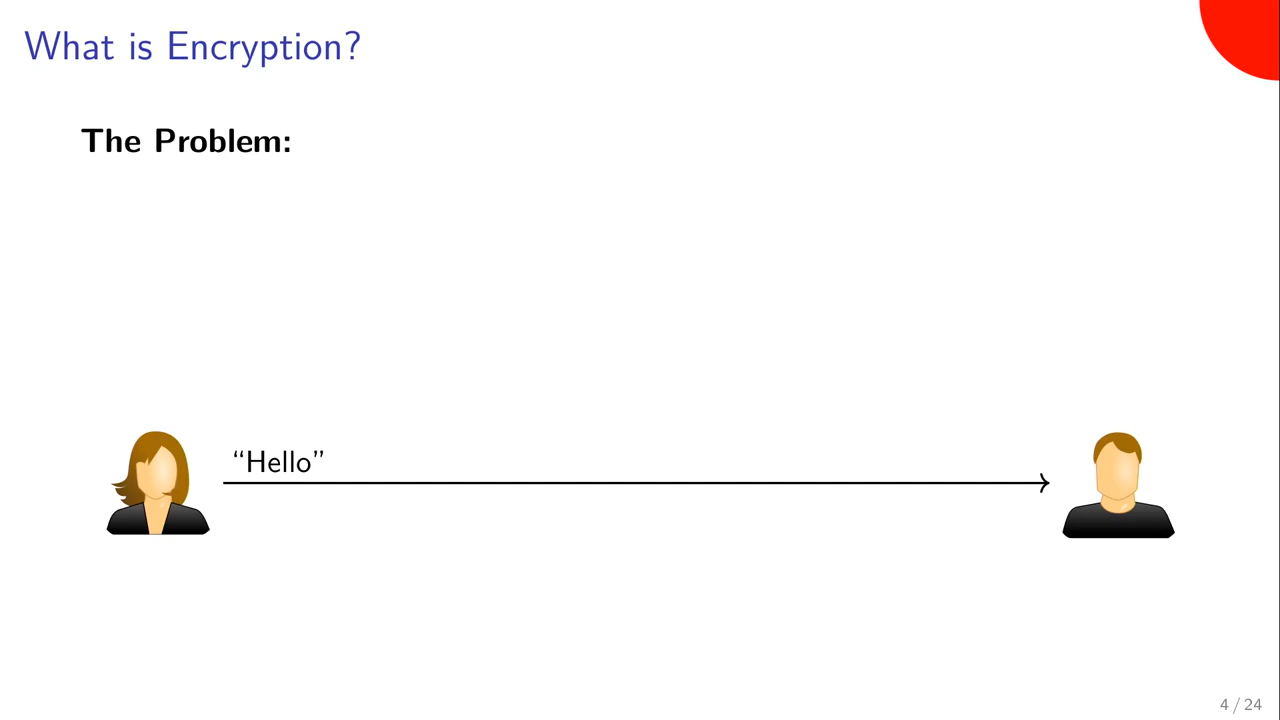 What is Encryption?
The Problem:
“Hello”
4 / 24